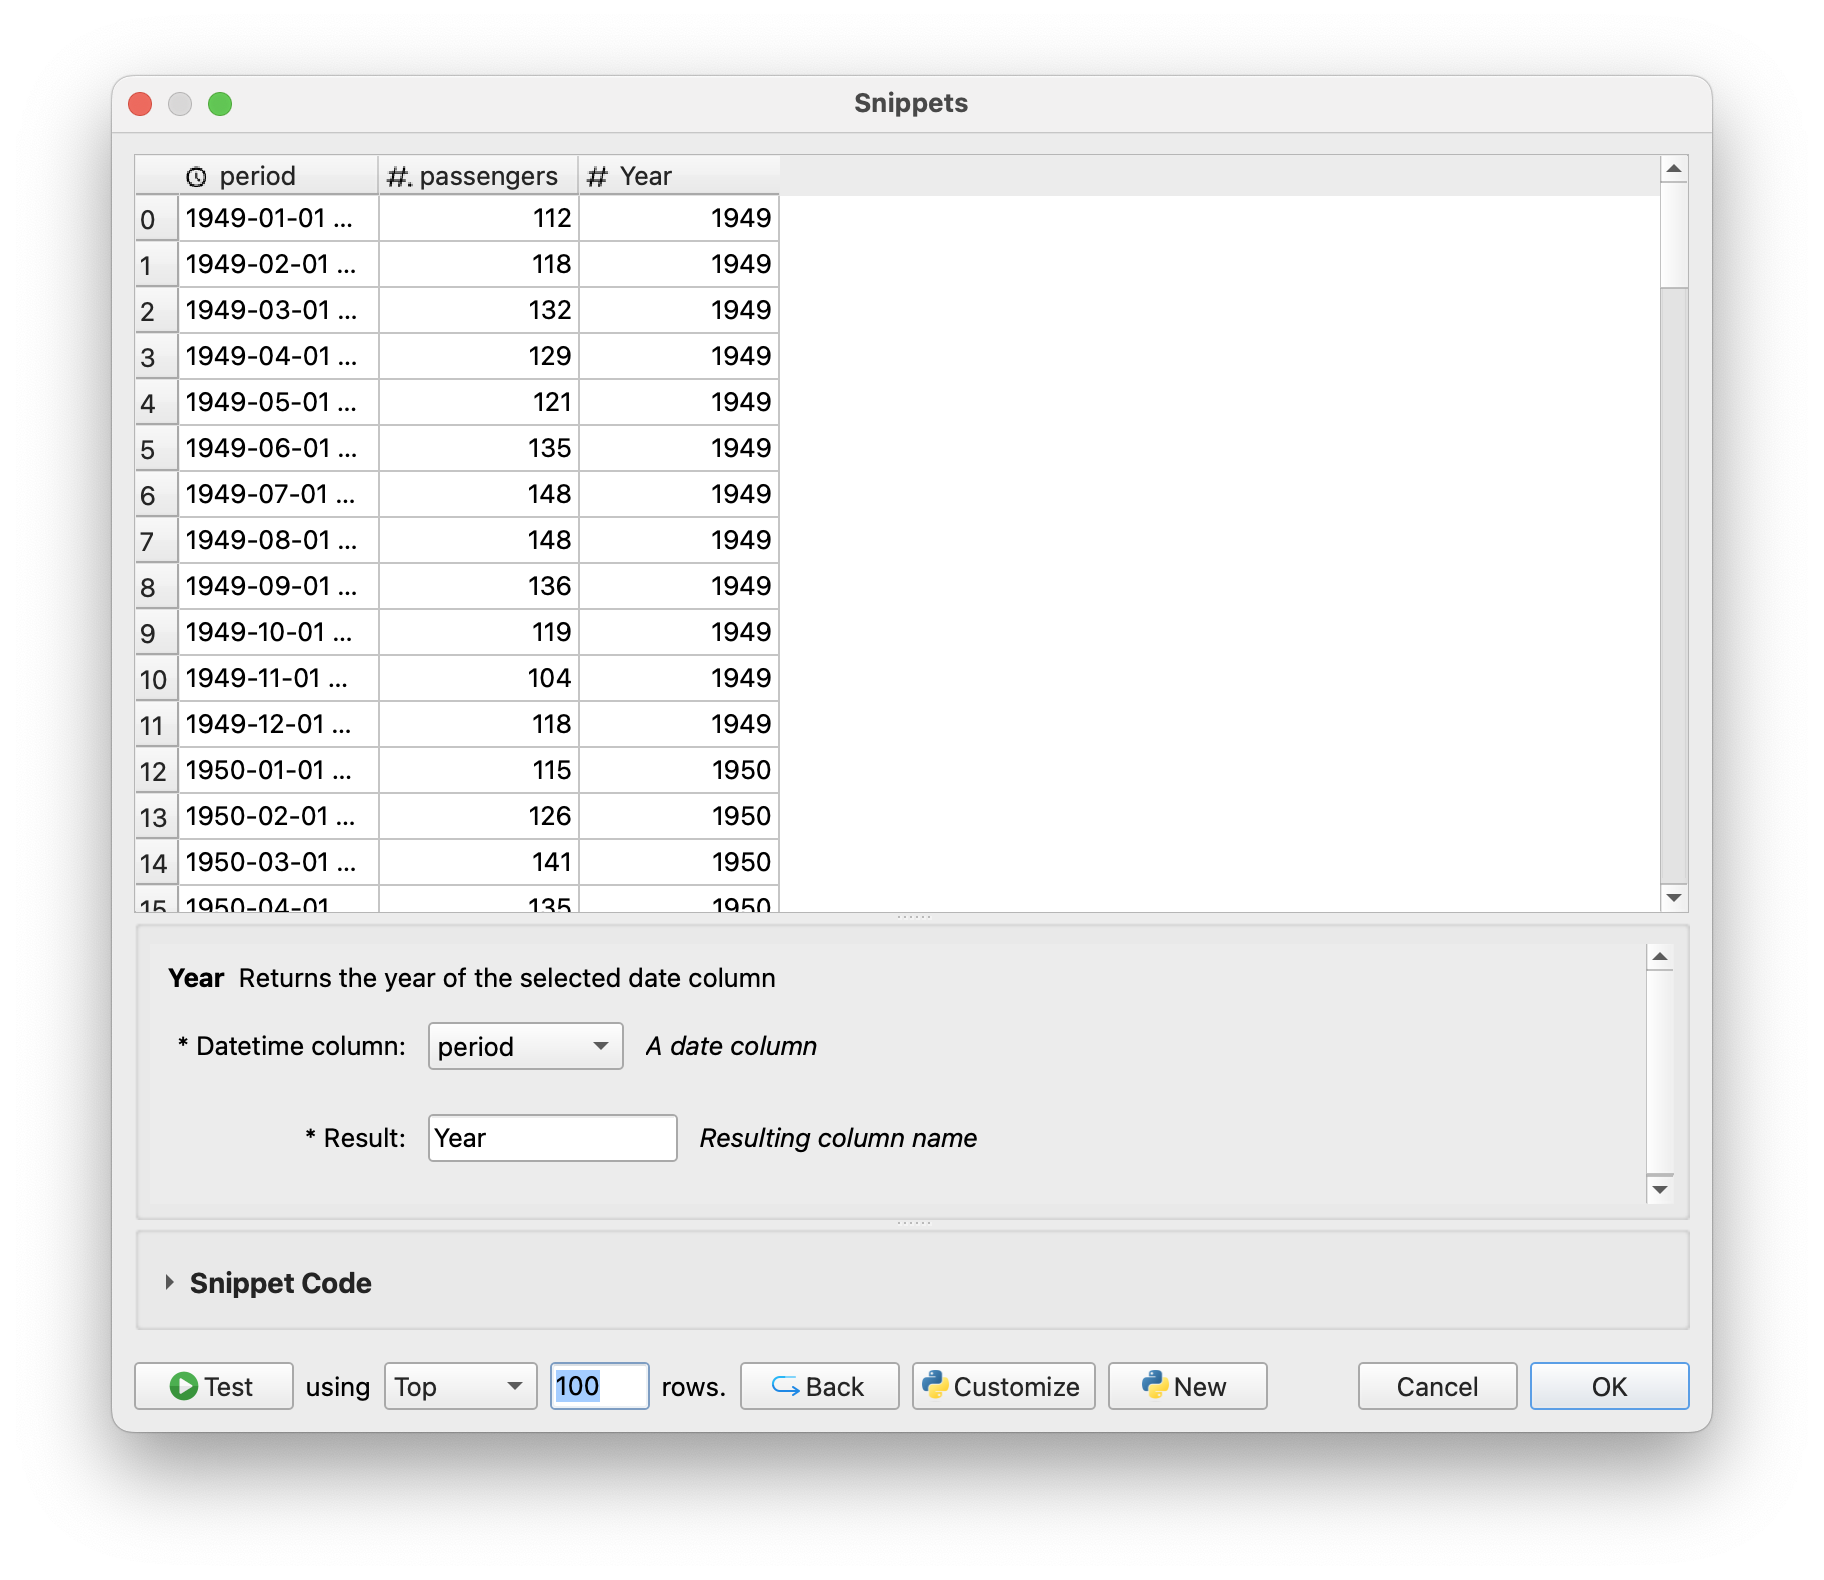 Snippets
period #. passengers # Year
0 1949-01-01 ... 112 1949
1 1949-02-01 ... 118 1949
2 1949-03-01 ... 132 1949
3 1949-04-01 ... 129 1949
4 1949-05-01 ... 121 1949
5 1949-06-01 ... 135 1949
6 1949-07-01 ... 148 1949
7 1949-08-01 ... 148 1949
8 1949-09-01 ... 136 1949
9 1949-10-01 ... 119 1949
10 1949-11-01 ... 104 1949
11 1949-12-01 ... 118 1949
12 1950-01-01 ... 115 1950
13 1950-02-01 ... 126 1950
14 1950-03-01 ... 141 1950
15 1950-04-01 135 1950
Year Returns the year of the selected date column
* Datetime column: period A date column
* Result: Year Resulting column name
Snippet Code
Test using Top 100 rows. Back Customize New Cancel OK